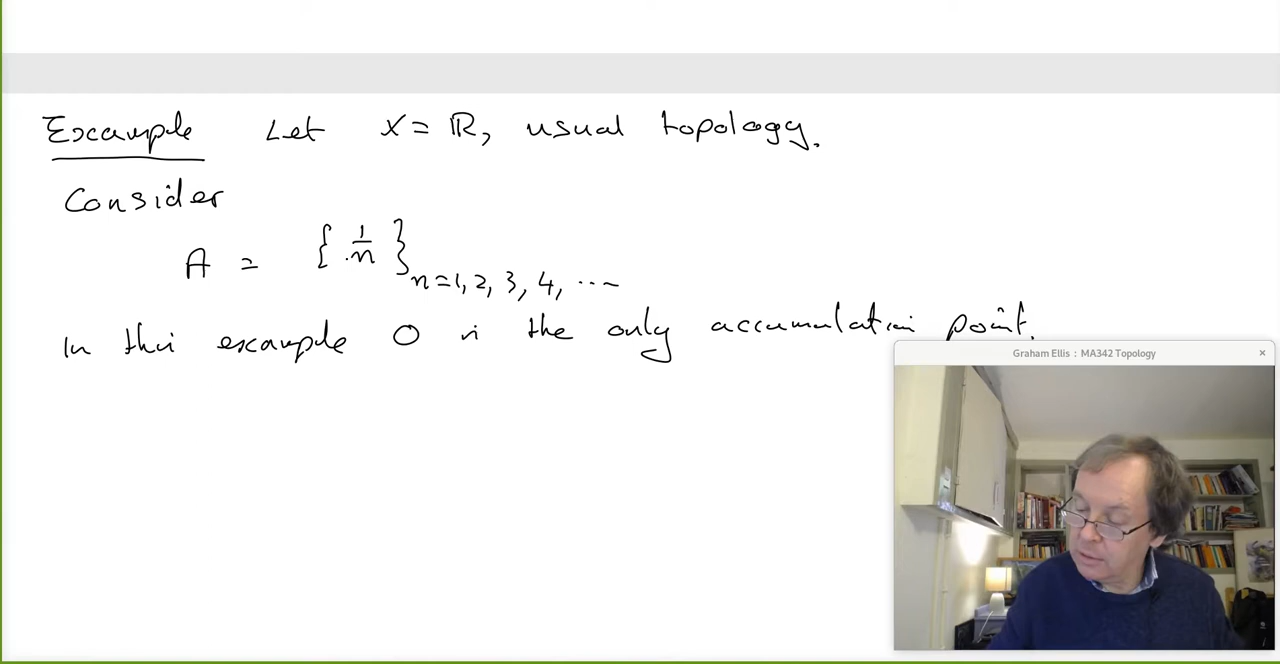 Example Let X = ℝ, usual topology.
Consider
A = { 1/n } n=1, 2, 3, 4, ...
In this example 0 is the only accumulation point.
Graham Ellis : MA342 Topology